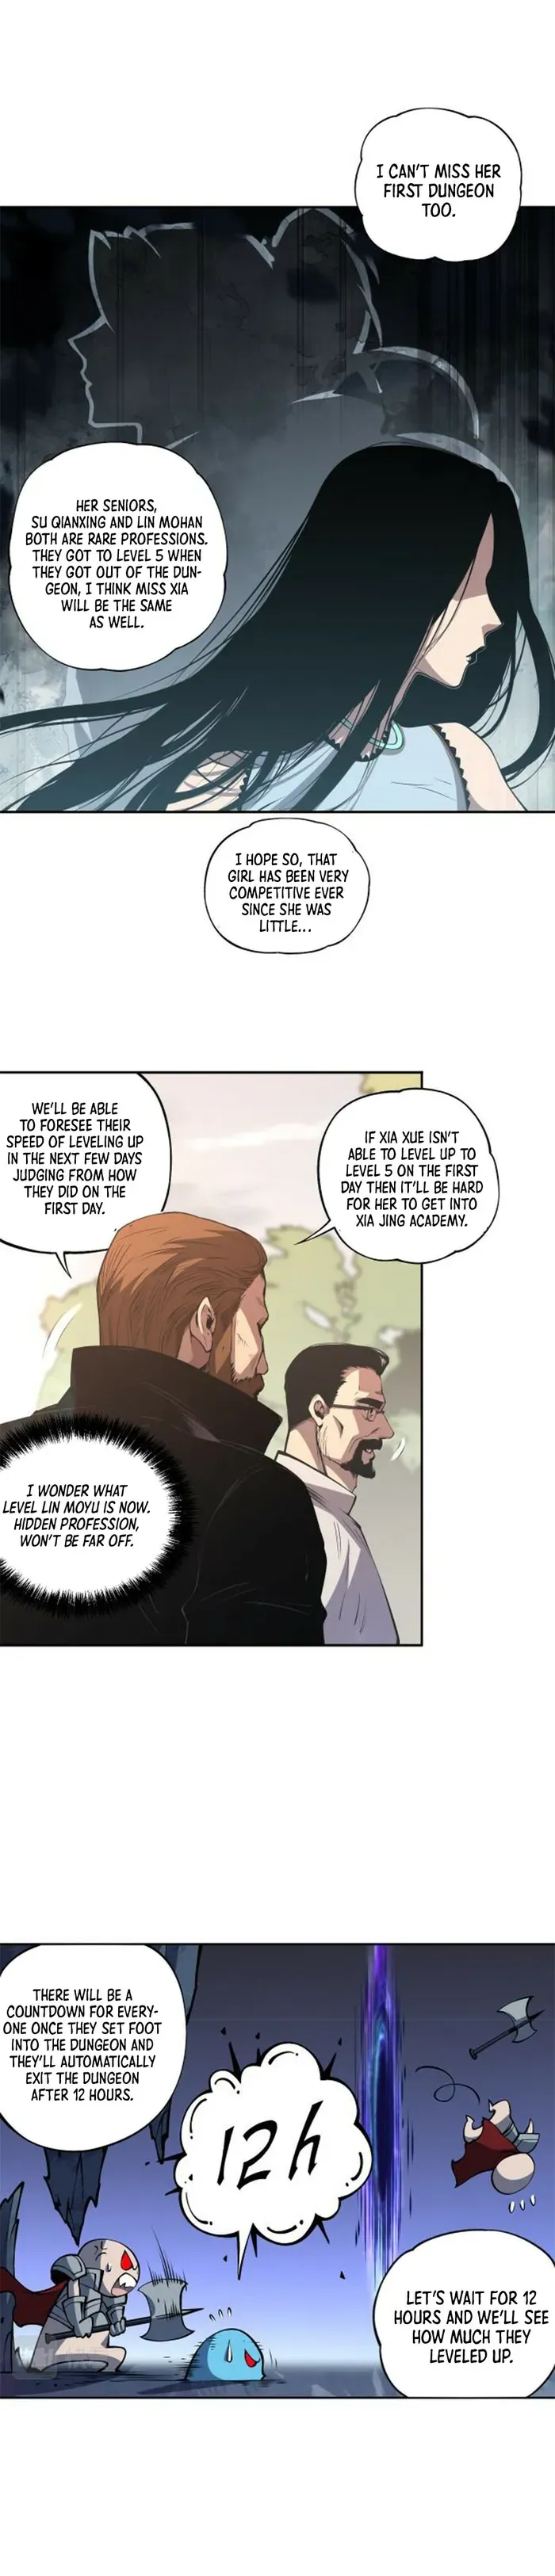 I CAN'T MISS HER
FIRST DUNGEON
TOO.
HER SENIORS,
SU QIANXING AND LIN MOHAN
BOTH ARE RARE PROFESSIONS.
THEY GOT TO LEVEL 5 WHEN
THEY GOT OUT OF THE DUN-
GEON, I THINK MISS XIA
WILL BE THE SAME
AS WELL.
I HOPE SO, THAT
GIRL HAS BEEN VERY
COMPETITIVE EVER
SINCE SHE WAS
LITTLE...
WE'LL BE ABLE
TO FORESEE THEIR
SPEED OF LEVELING UP
IN THE NEXT FEW DAYS
JUDGING FROM HOW
THEY DID ON THE
FIRST DAY.
IF XIA XUE ISN'T
ABLE TO LEVEL UP TO
LEVEL 5 ON THE FIRST
DAY THEN IT'LL BE HARD
FOR HER TO GET INTO
XIA JING ACADEMY.
I WONDER WHAT
LEVEL LIN MOYU IS NOW.
HIDDEN PROFESSION,
WON'T BE FAR OFF.
THERE WILL BE A
COUNTDOWN FOR EVERY-
ONE ONCE THEY SET FOOT
INTO THE DUNGEON AND
THEY'LL AUTOMATICALLY
EXIT THE DUNGEON
AFTER 12 HOURS.
12h
LET'S WAIT FOR 12
HOURS AND WE'LL SEE
HOW MUCH THEY
LEVELED UP.